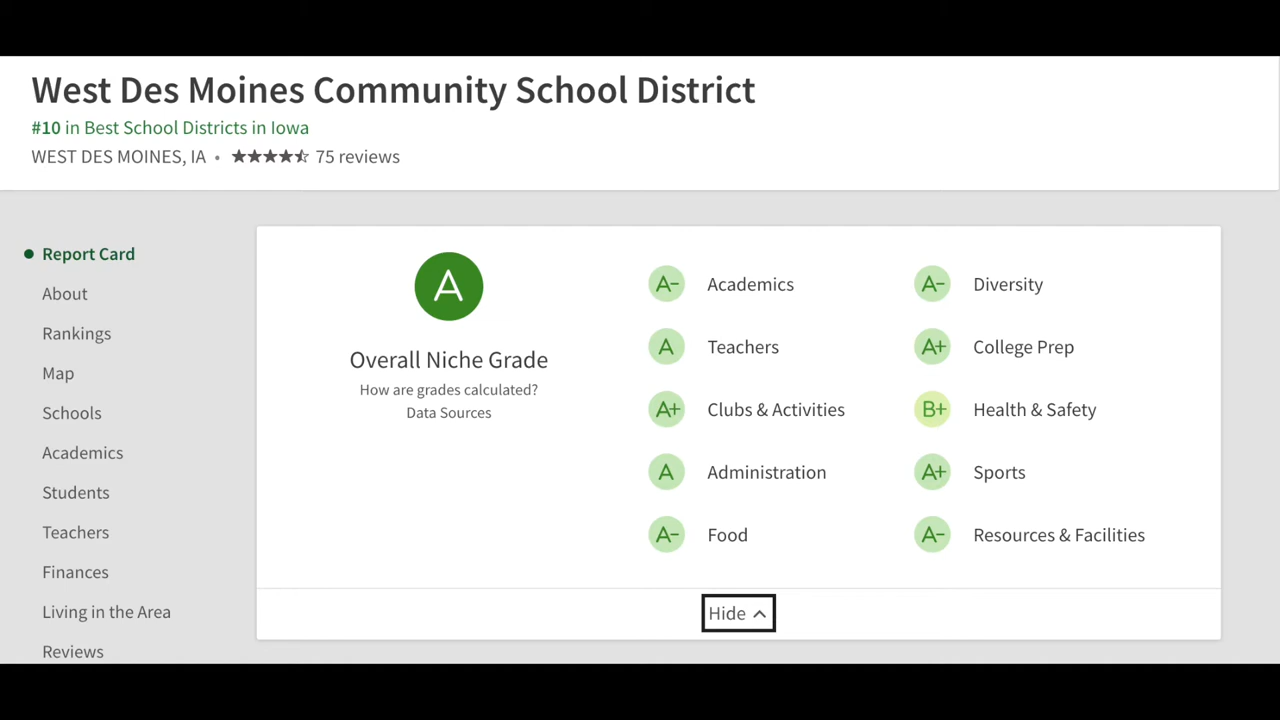 West Des Moines Community School District
#10 in Best School Districts in Iowa
WEST DES MOINES, IA • 75 reviews
Report Card
About
Rankings
Map
Schools
Academics
Students
Teachers
Finances
Living in the Area
Reviews
A
Overall Niche Grade
How are grades calculated?
Data Sources
A- Academics
A Teachers
A+ Clubs & Activities
A Administration
A- Food
A- Diversity
A+ College Prep
B+ Health & Safety
A+ Sports
A- Resources & Facilities
Hide